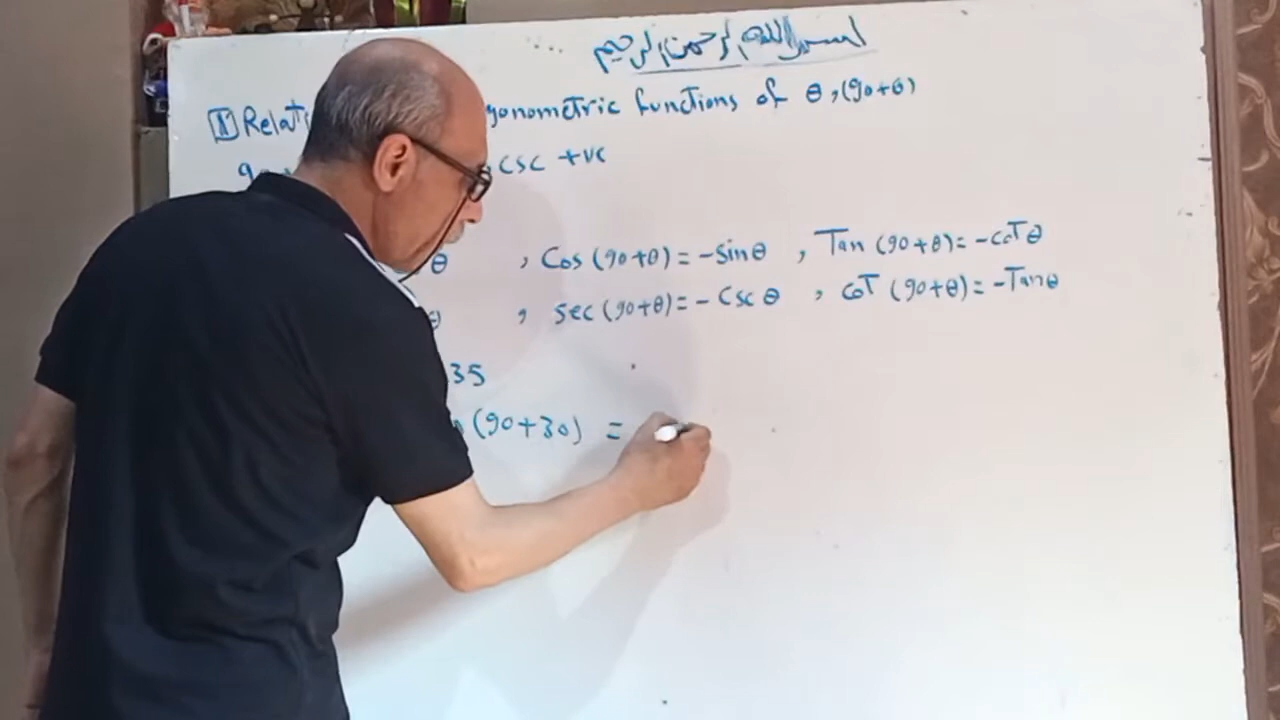 بسم الله الرحمن الرحيم
gonometric functions of θ, (90+θ)
, csc +ve
θ , Cos (90+θ) = -Sinθ , Tan (90+θ) = -coTθ
θ , sec (90+θ) = - Csc θ , coT (90+θ) = -Tanθ
35
(90+30) =